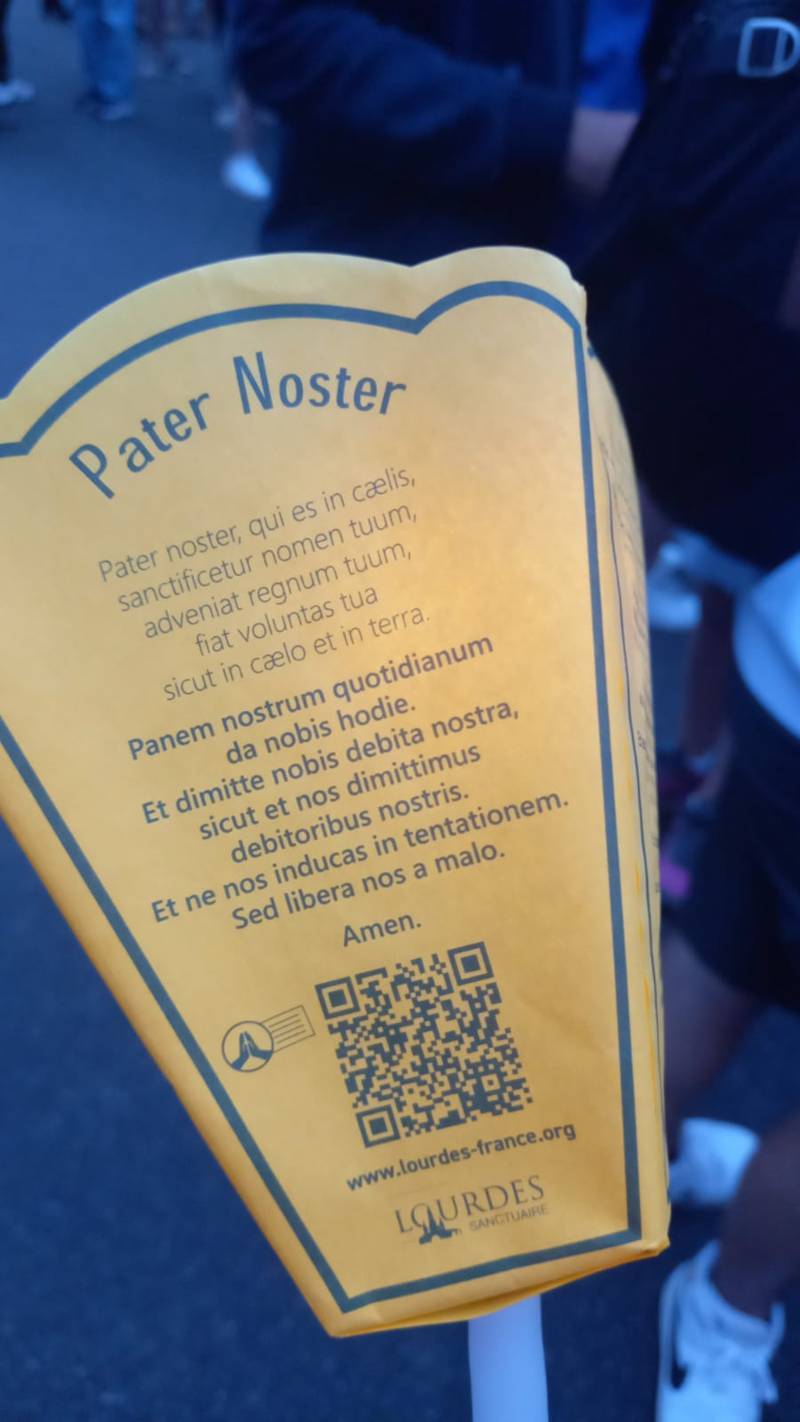 Pater Noster
Pater noster, qui es in cælis,
sanctificetur nomen tuum,
adveniat regnum tuum,
fiat voluntas tua
sicut in cælo et in terra.
Panem nostrum quotidianum
da nobis hodie.
Et dimitte nobis debita nostra,
sicut et nos dimittimus
debitoribus nostris.
Et ne nos inducas in tentationem.
Sed libera nos a malo.
Amen.
www.lourdes-france.org
LOURDES
SANCTUAIRE